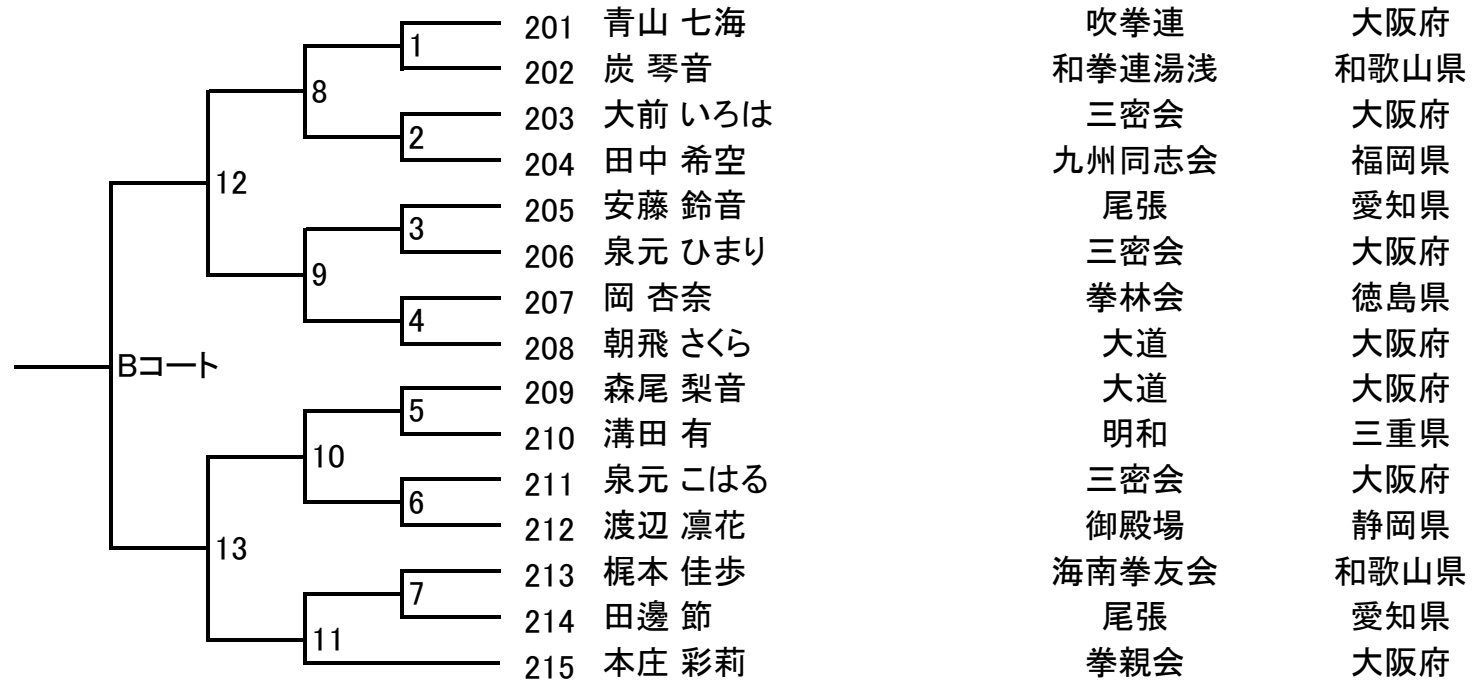 201 青山 七海 吹拳連 大阪府
1
202 炭 琴音 和拳連湯浅 和歌山県
8
203 大前 いろは 三密会 大阪府
2
204 田中 希空 九州同志会 福岡県
12
205 安藤 鈴音 尾張 愛知県
3
206 泉元 ひまり 三密会 大阪府
9
207 岡 杏奈 拳林会 徳島県
4
208 朝飛 さくら 大道 大阪府
Bコート
209 森尾 梨音 大道 大阪府
5
210 溝田 有 明和 三重県
10
211 泉元 こはる 三密会 大阪府
6
212 渡辺 凛花 御殿場 静岡県
13
213 梶本 佳歩 海南拳友会 和歌山県
7
214 田邊 節 尾張 愛知県
11
215 本庄 彩莉 拳親会 大阪府